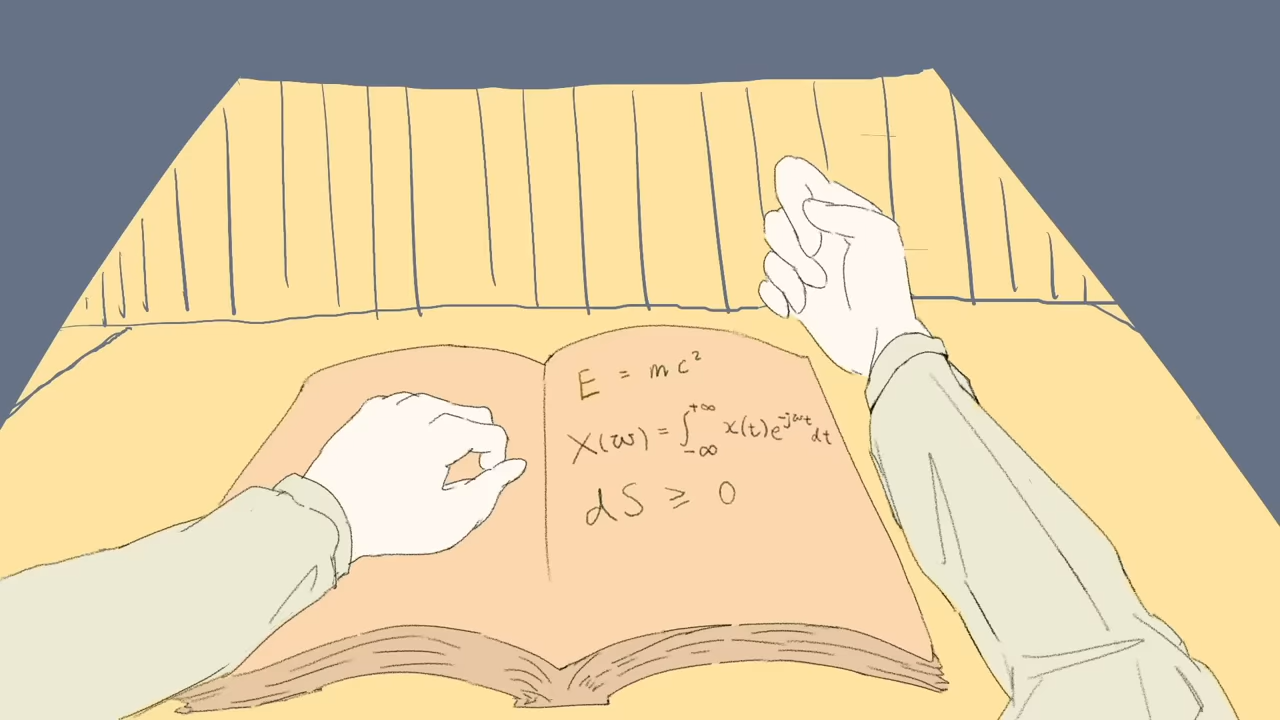 E = mc²
X(ω) = ∫_{-∞}^{+∞} x(t)e^{-jωt}dt
dS ≥ 0